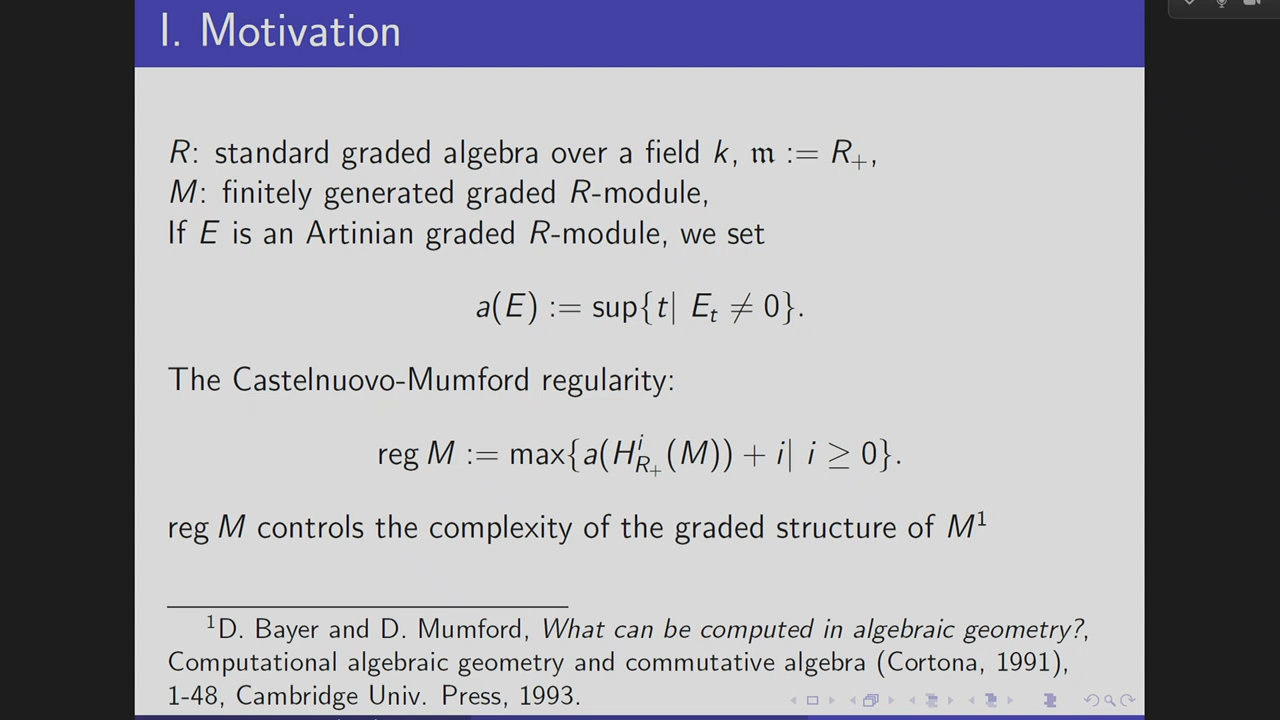 I. Motivation
R: standard graded algebra over a field k, 𝔪 := R₊,
M: finitely generated graded R-module,
If E is an Artinian graded R-module, we set
a(E) := sup{t| Eₜ ≠ 0}.
The Castelnuovo-Mumford regularity:
reg M := max{a(Hⁱ_{R₊}(M)) + i| i ≥ 0}.
reg M controls the complexity of the graded structure of M¹
¹D. Bayer and D. Mumford, What can be computed in algebraic geometry?,
Computational algebraic geometry and commutative algebra (Cortona, 1991),
1-48, Cambridge Univ. Press, 1993.